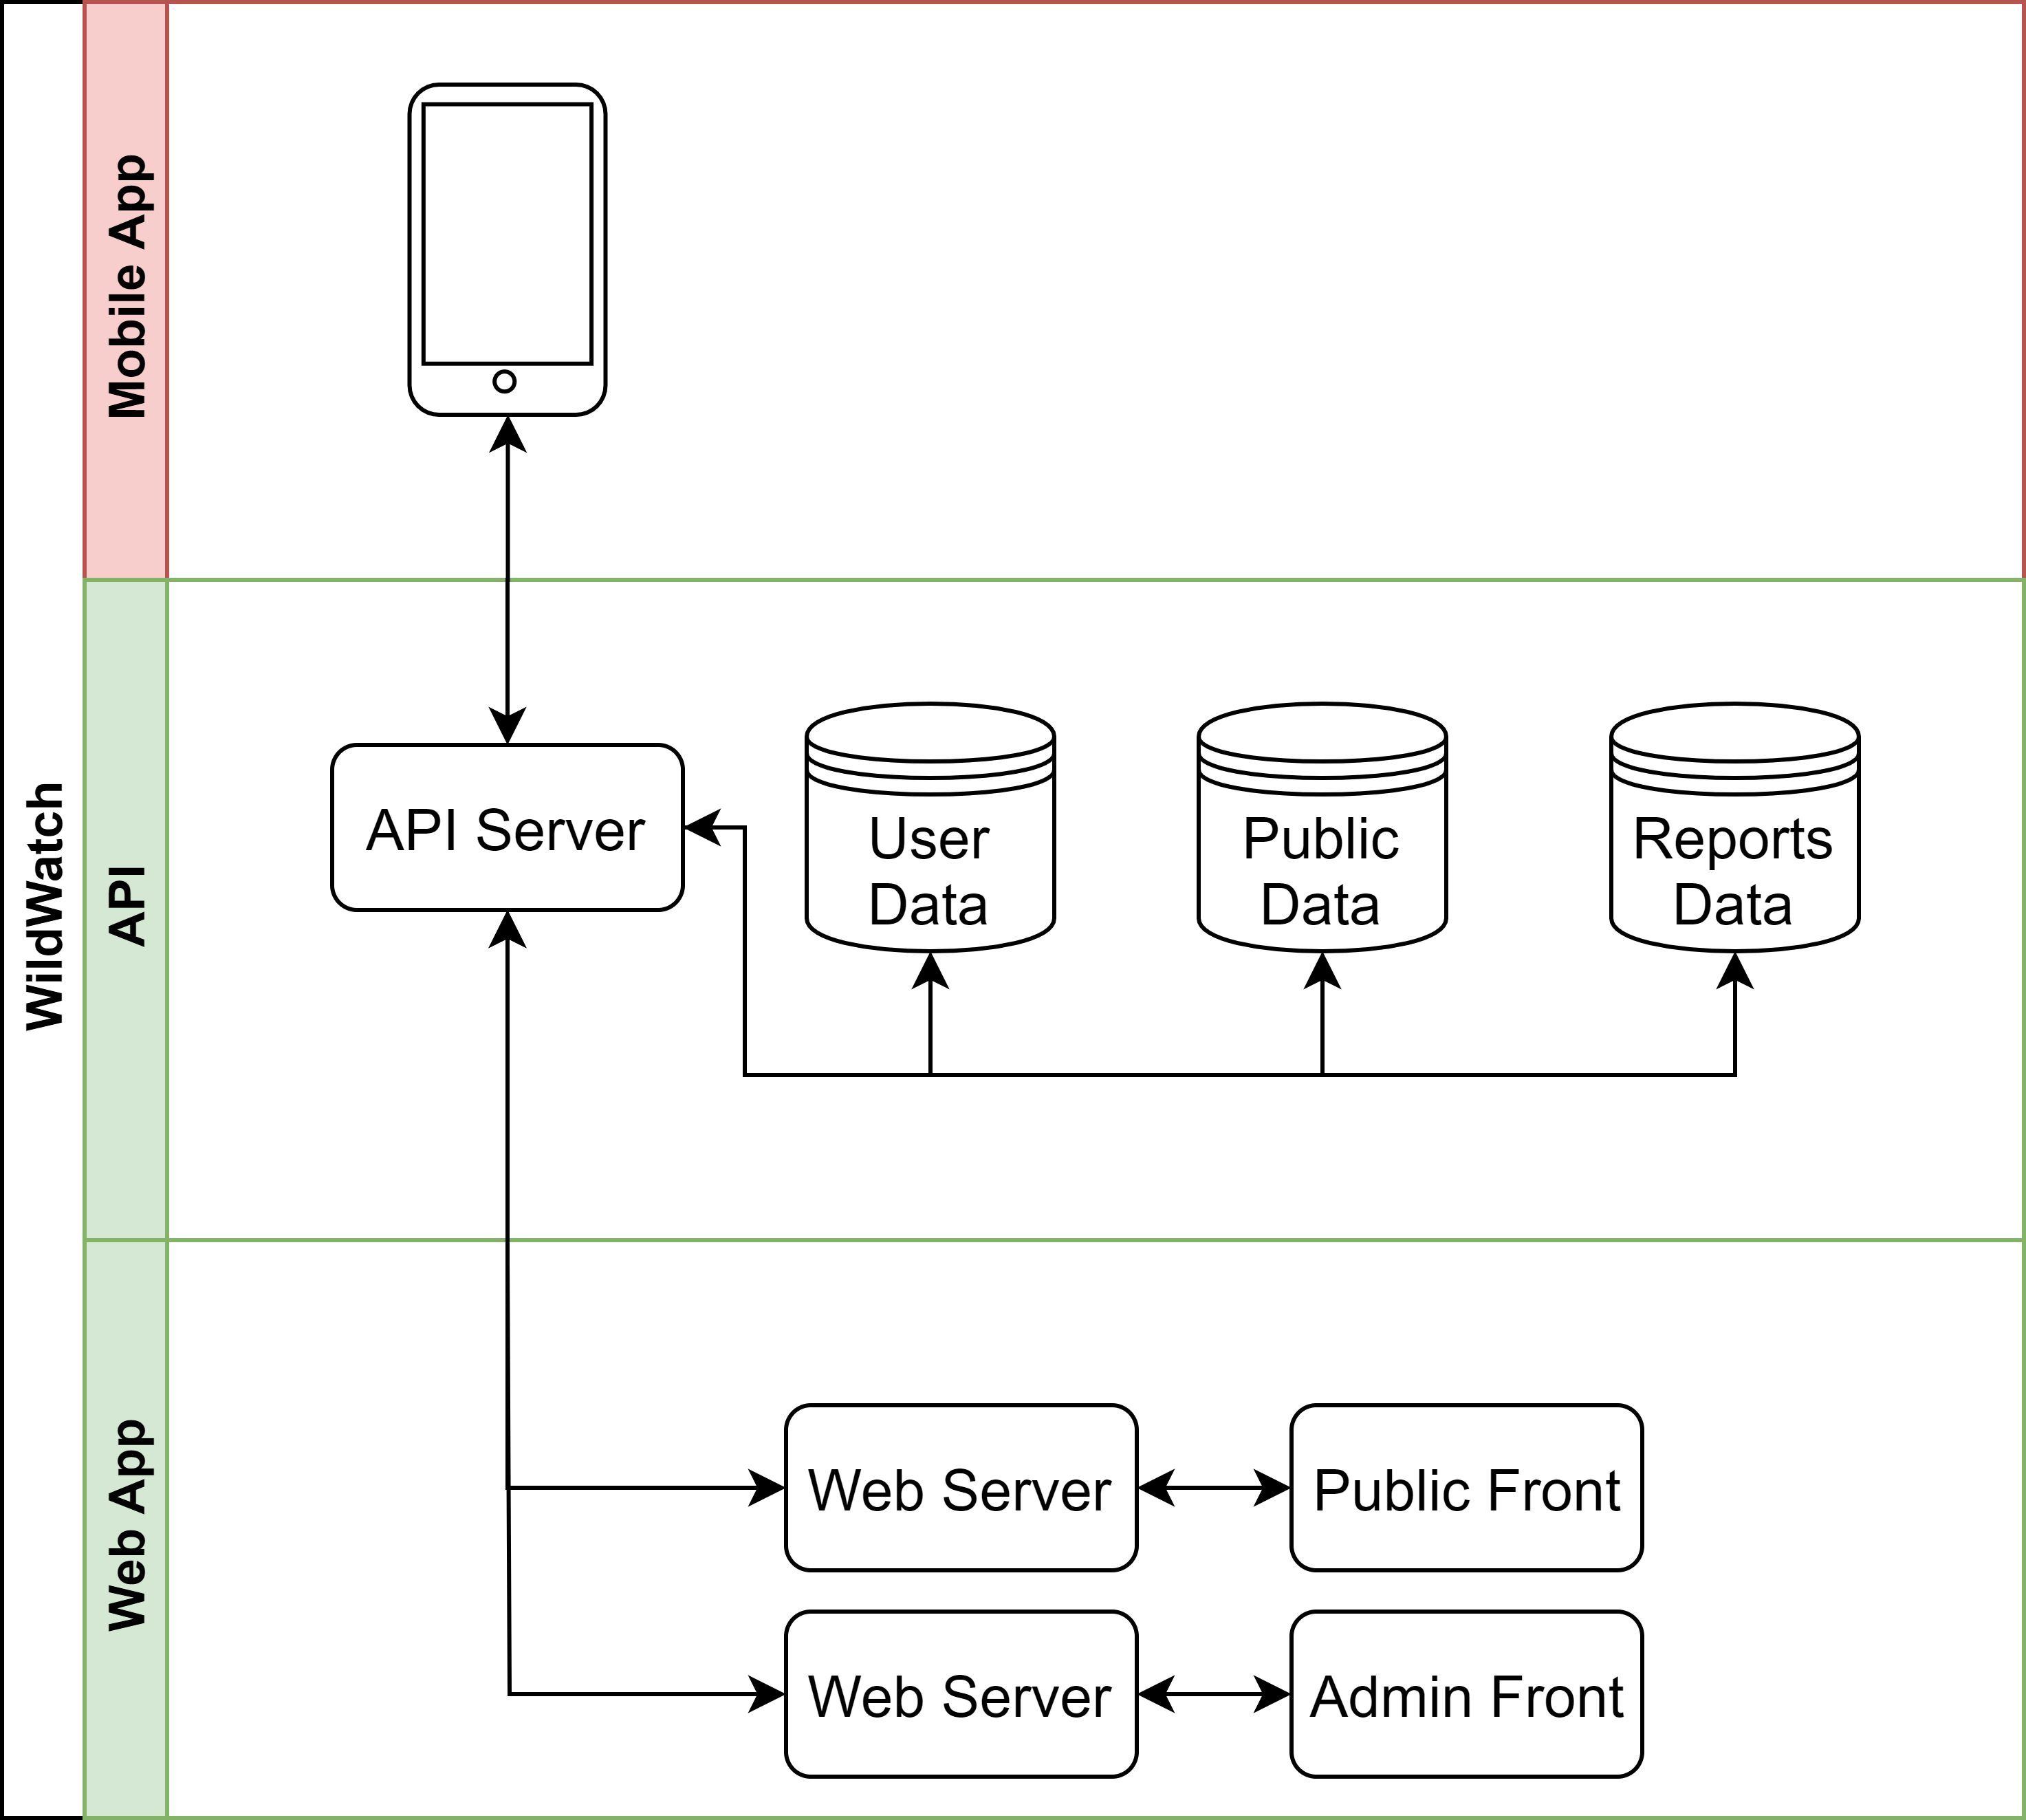 WildWatch
Mobile App
API
API Server
User
Data
Public
Data
Reports
Data
Web App
Web Server
Public Front
Web Server
Admin Front